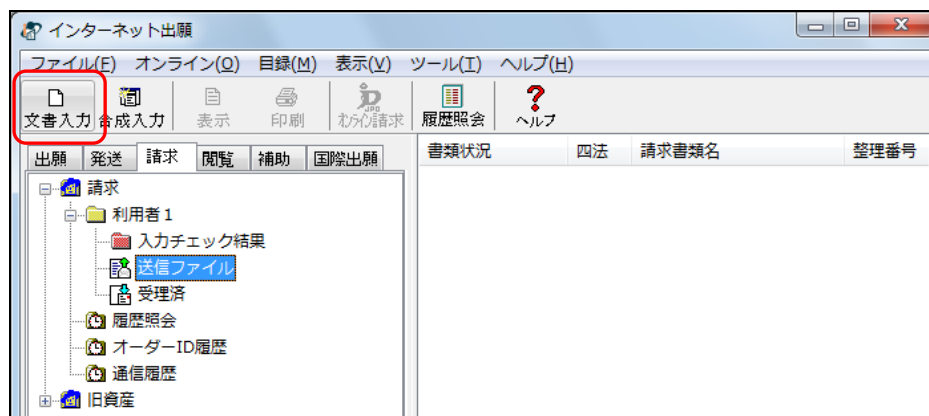 インターネット出願
ファイル(F) オンライン(O) 目録(M) 表示(V) ツール(T) ヘルプ(H)
文書入力 合成入力 表示 印刷 オンライン請求 履歴照会 ヘルプ
出願 発送 請求 閲覧 補助 国際出願
書類状況 四法 請求書類名 整理番号
請求
利用者1
入力チェック結果
送信ファイル
受理済
履歴照会
オーダーID履歴
通信履歴
旧資産